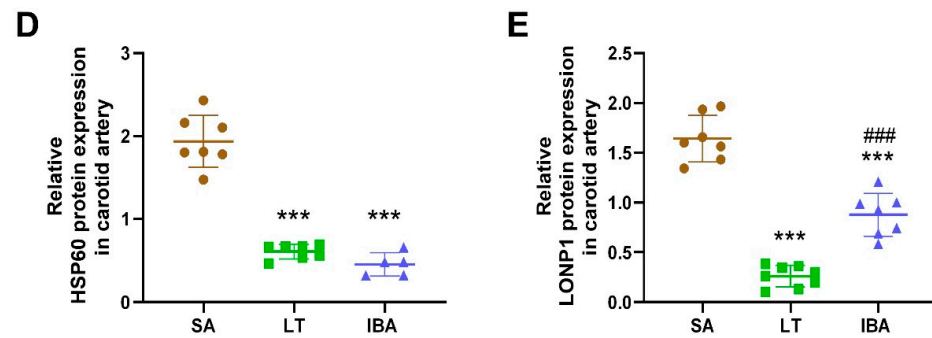 D
Relative
HSP60 protein expression
in carotid artery
3
2
1
0
***
***
SA
LT
IBA
E
Relative
LONP1 protein expression
in carotid artery
2.5
2.0
1.5
1.0
0.5
0.0
***
###
***
SA
LT
IBA